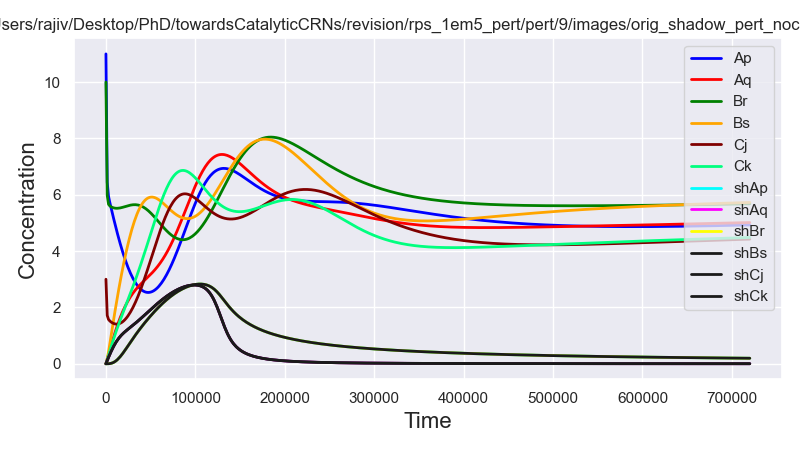 Jsers/rajiv/Desktop/PhD/towardsCatalyticCRNs/revision/rps_1em5_pert/pert/9/images/orig_shadow_pert_noc
Concentration
10
8
6
4
2
0
Ap
Aq
Br
Bs
Cj
Ck
shAp
shAq
shBr
shBs
shCj
shCk
0
100000
200000
300000
400000
500000
600000
700000
Time